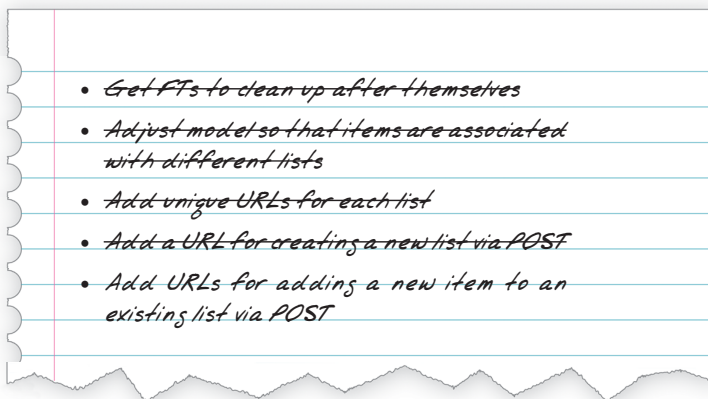 • Get FTs to clean up after themselves
• Adjust model so that items are associated
with different lists
• Add unique URLs for each list
• Add a URL for creating a new list via POST
• Add URLs for adding a new item to an
existing list via POST